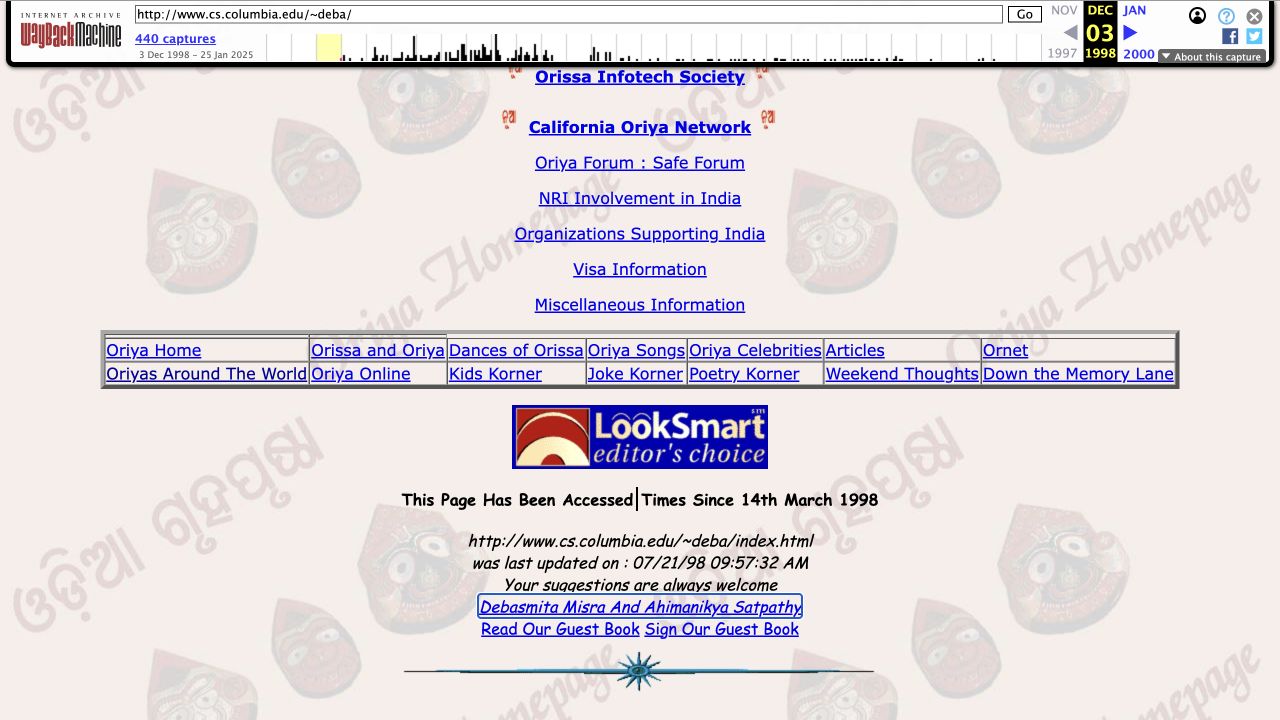 INTERNET ARCHIVE
WayBackMachine
http://www.cs.columbia.edu/~deba/
Go
NOV DEC JAN
440 captures
03
3 Dec 1998 – 25 Jan 2025
1997 1998 2000
About this capture
Orissa Infotech Society
California Oriya Network
Oriya Forum : Safe Forum
NRI Involvement in India
Organizations Supporting India
Visa Information
Miscellaneous Information
Oriya Home Orissa and Oriya Dances of Orissa Oriya Songs Oriya Celebrities Articles Ornet
Oriyas Around The World Oriya Online Kids Korner Joke Korner Poetry Korner Weekend Thoughts Down the Memory Lane
LookSmart sm
editor's choice
This Page Has Been Accessed Times Since 14th March 1998
http://www.cs.columbia.edu/~deba/index.html
was last updated on : 07/21/98 09:57:32 AM
Your suggestions are always welcome
Debasmita Misra And Ahimanikya Satpathy
Read Our Guest Book Sign Our Guest Book
Oriya Homepage
ଓଡ଼ିଆ ଗୃହପୃଷ୍ଠା